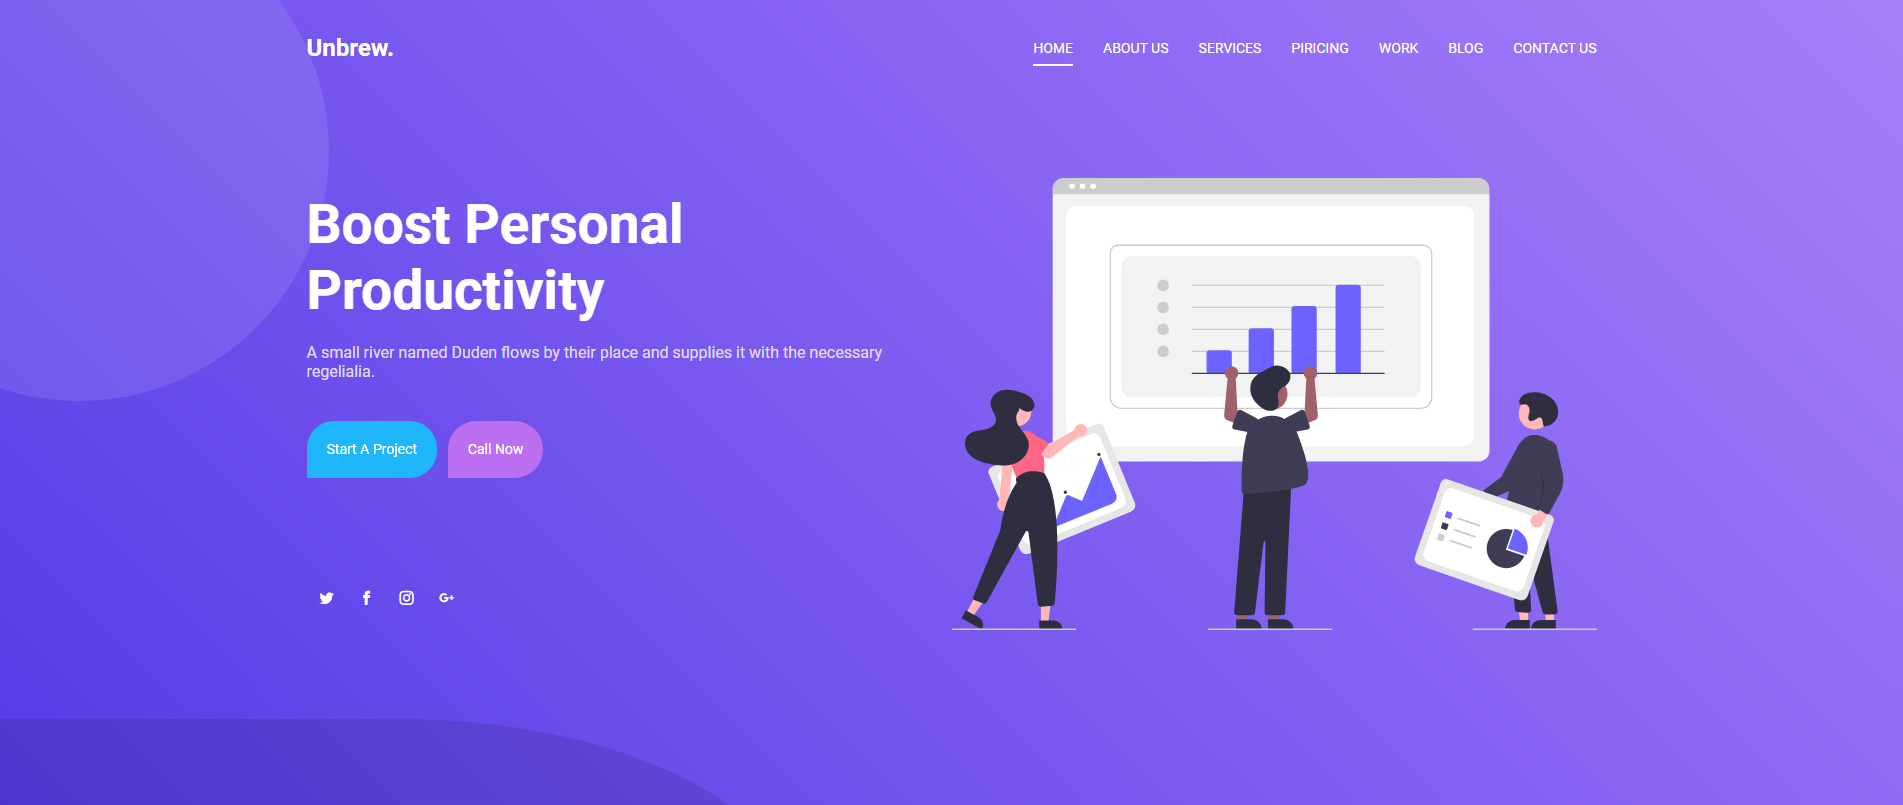 Unbrew.
HOME ABOUT US SERVICES PIRICING WORK BLOG CONTACT US
Boost Personal
Productivity
A small river named Duden flows by their place and supplies it with the necessary
regelialia.
Start A Project Call Now